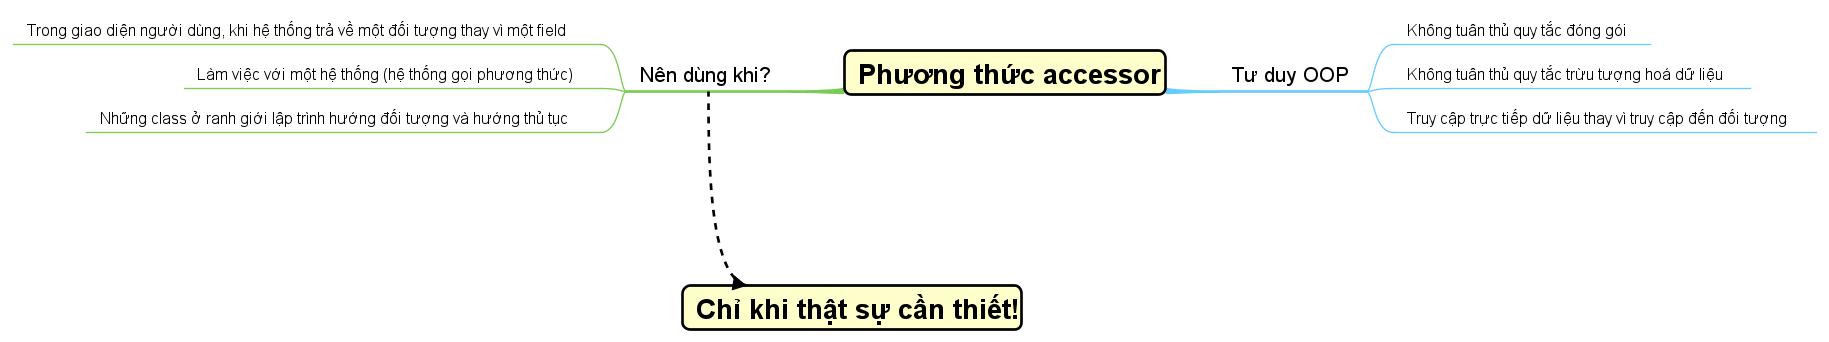 Trong giao diện người dùng, khi hệ thống trả về một đối tượng thay vì một field
Làm việc với một hệ thống (hệ thống gọi phương thức)
Những class ở ranh giới lập trình hướng đối tượng và hướng thủ tục
Nên dùng khi?
Phương thức accessor
Tư duy OOP
Không tuân thủ quy tắc đóng gói
Không tuân thủ quy tắc trừu tượng hoá dữ liệu
Truy cập trực tiếp dữ liệu thay vì truy cập đến đối tượng
Chỉ khi thật sự cần thiết!